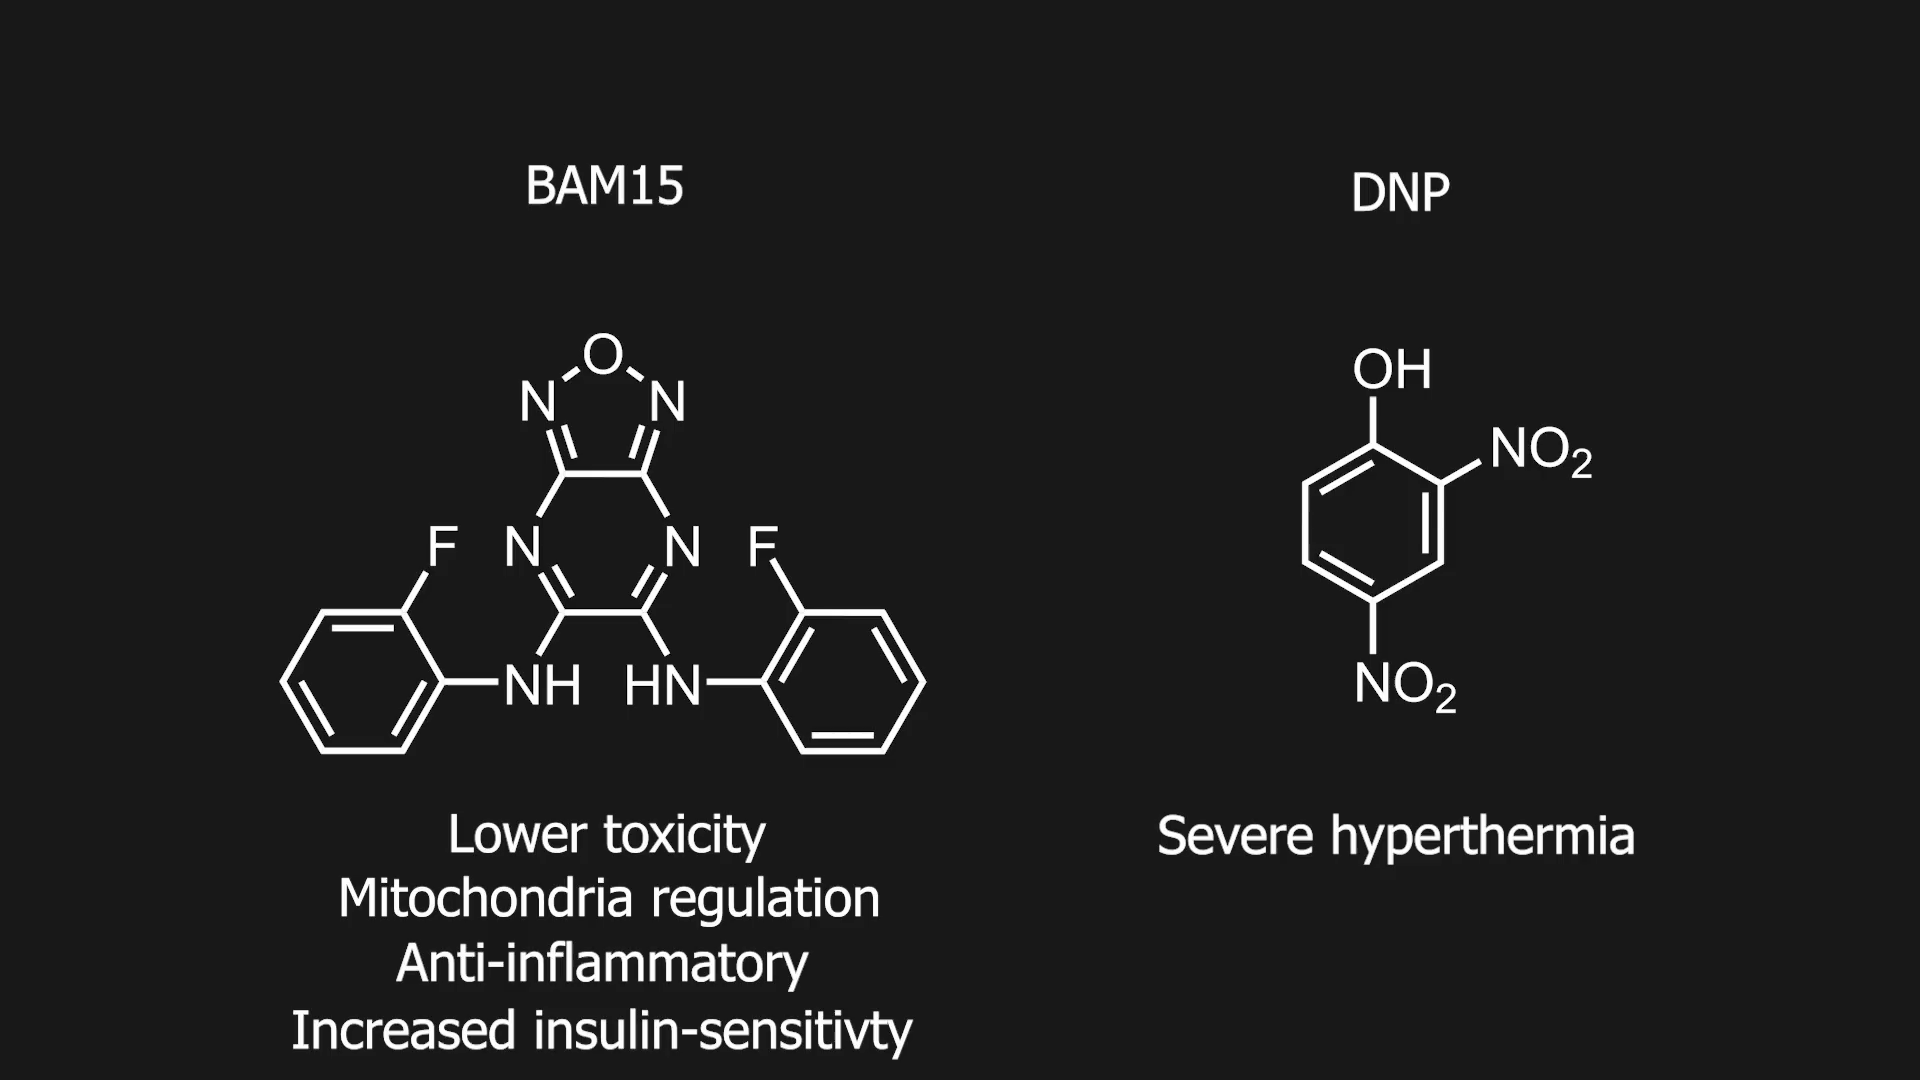 BAM15
DNP
O
N N
F N N F
NH HN
OH
NO₂
NO₂
Lower toxicity
Mitochondria regulation
Anti-inflammatory
Increased insulin-sensitivty
Severe hyperthermia